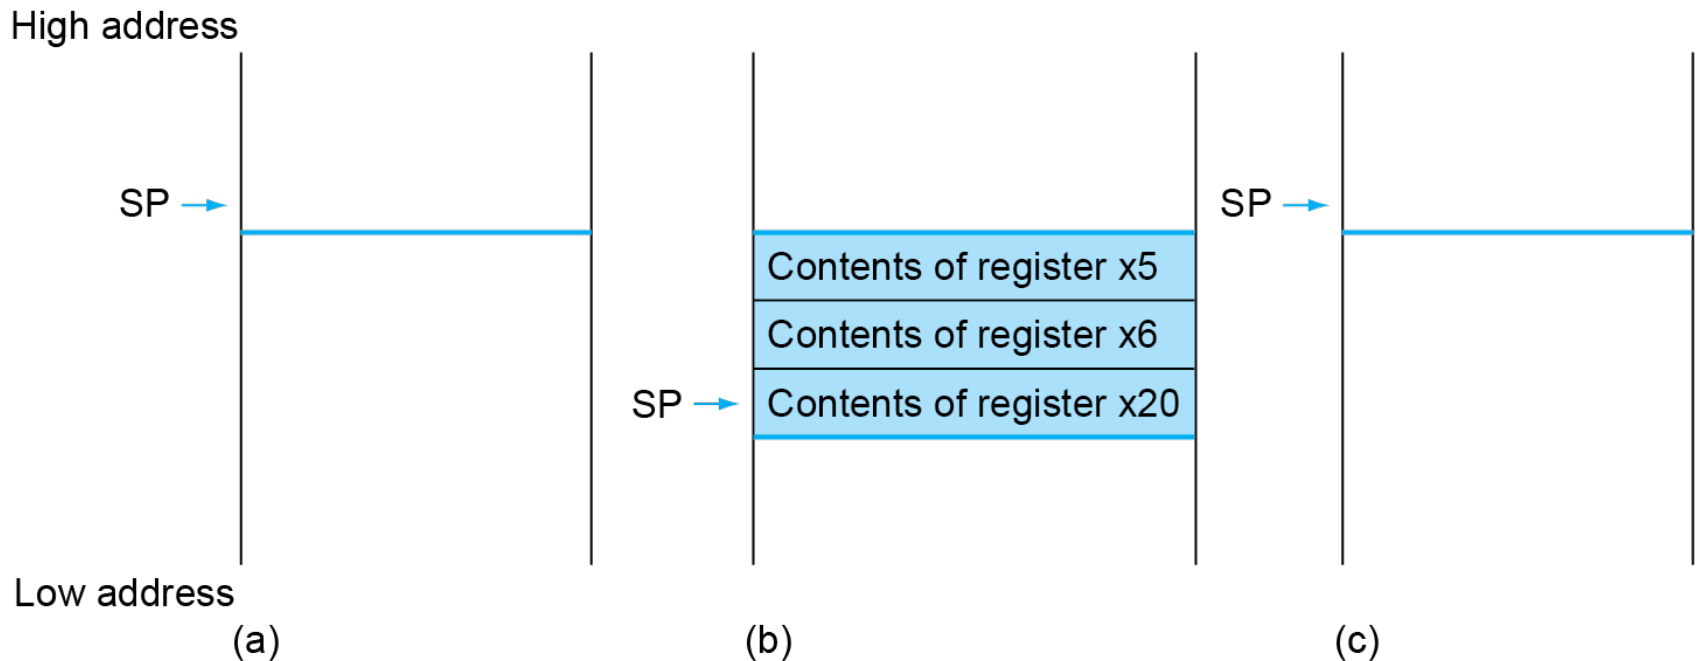 High address
SP
SP
Contents of register x5
Contents of register x6
SP
Contents of register x20
Low address
(a)
(b)
(c)